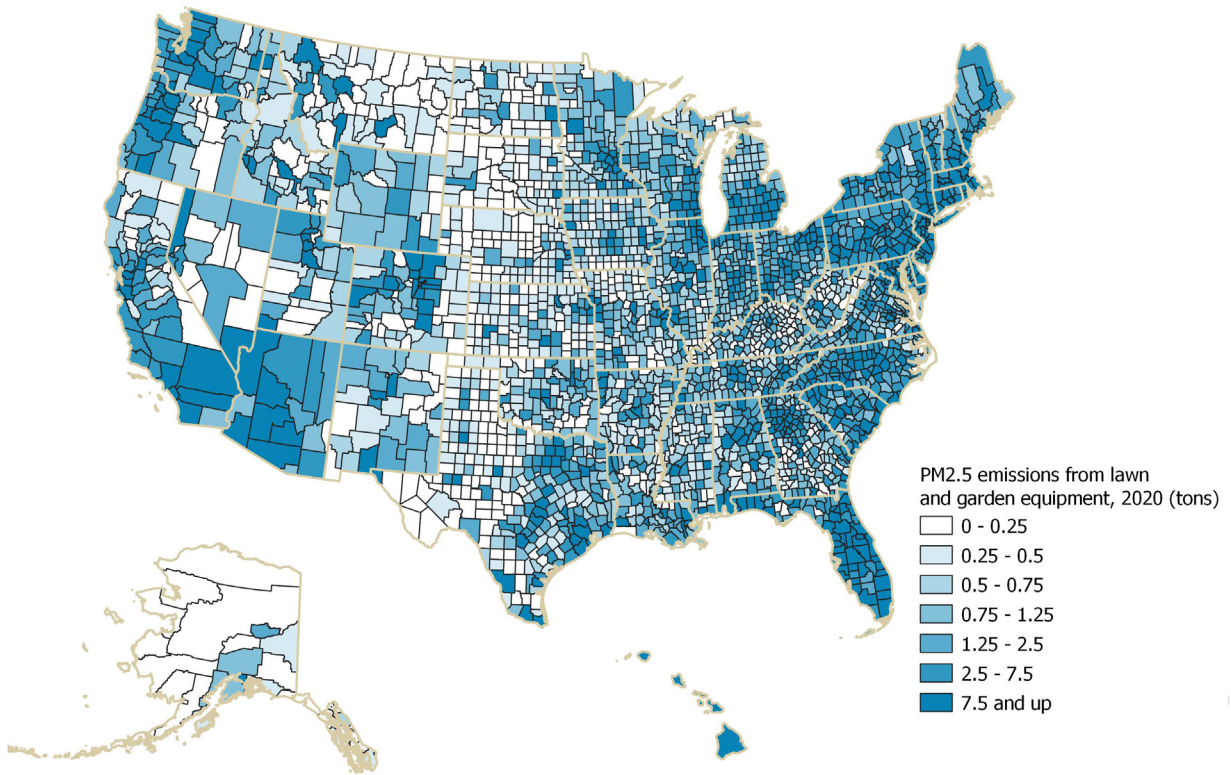 PM2.5 emissions from lawn
and garden equipment, 2020 (tons)
0 - 0.25
0.25 - 0.5
0.5 - 0.75
0.75 - 1.25
1.25 - 2.5
2.5 - 7.5
7.5 and up